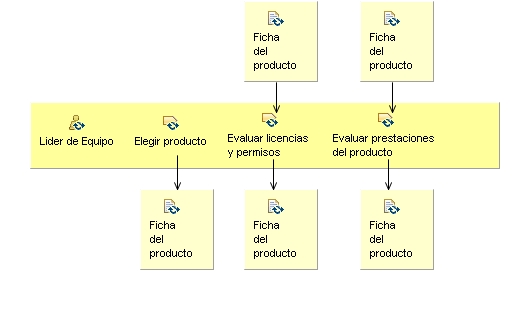 Ficha
del
producto
Ficha
del
producto
Lider de Equipo
Elegir producto
Evaluar licencias
y permisos
Evaluar prestaciones
del producto
Ficha
del
producto
Ficha
del
producto
Ficha
del
producto